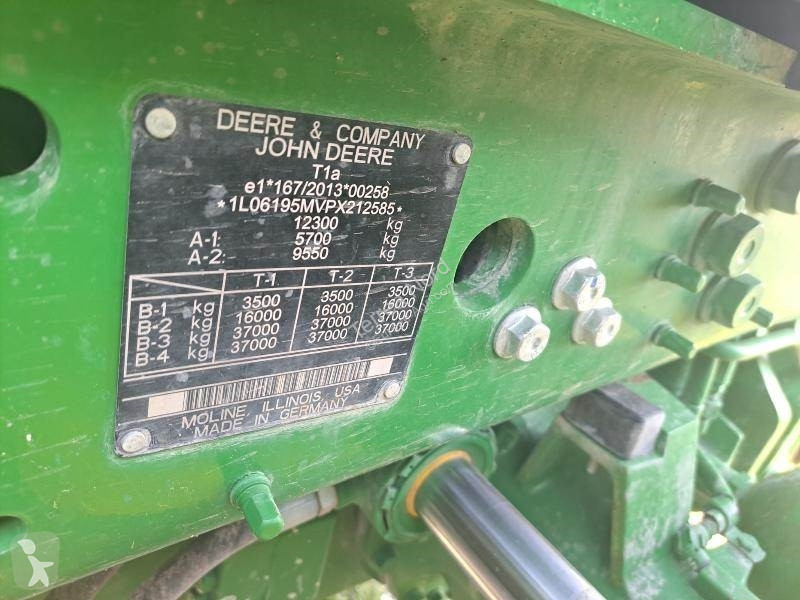 DEERE & COMPANY
JOHN DEERE
T1a
e1*167/2013*00258
*1L06195MVPX212585*
12300 kg
A-1: 5700 kg
A-2: 9550 kg
T-1 T-2 T-3
B-1 kg 3500 3500 3500
B-2 kg 16000 16000 16000
B-3 kg 37000 37000 37000
B-4 kg 37000 37000 37000
MOLINE, ILLINOIS, USA
MADE IN GERMANY